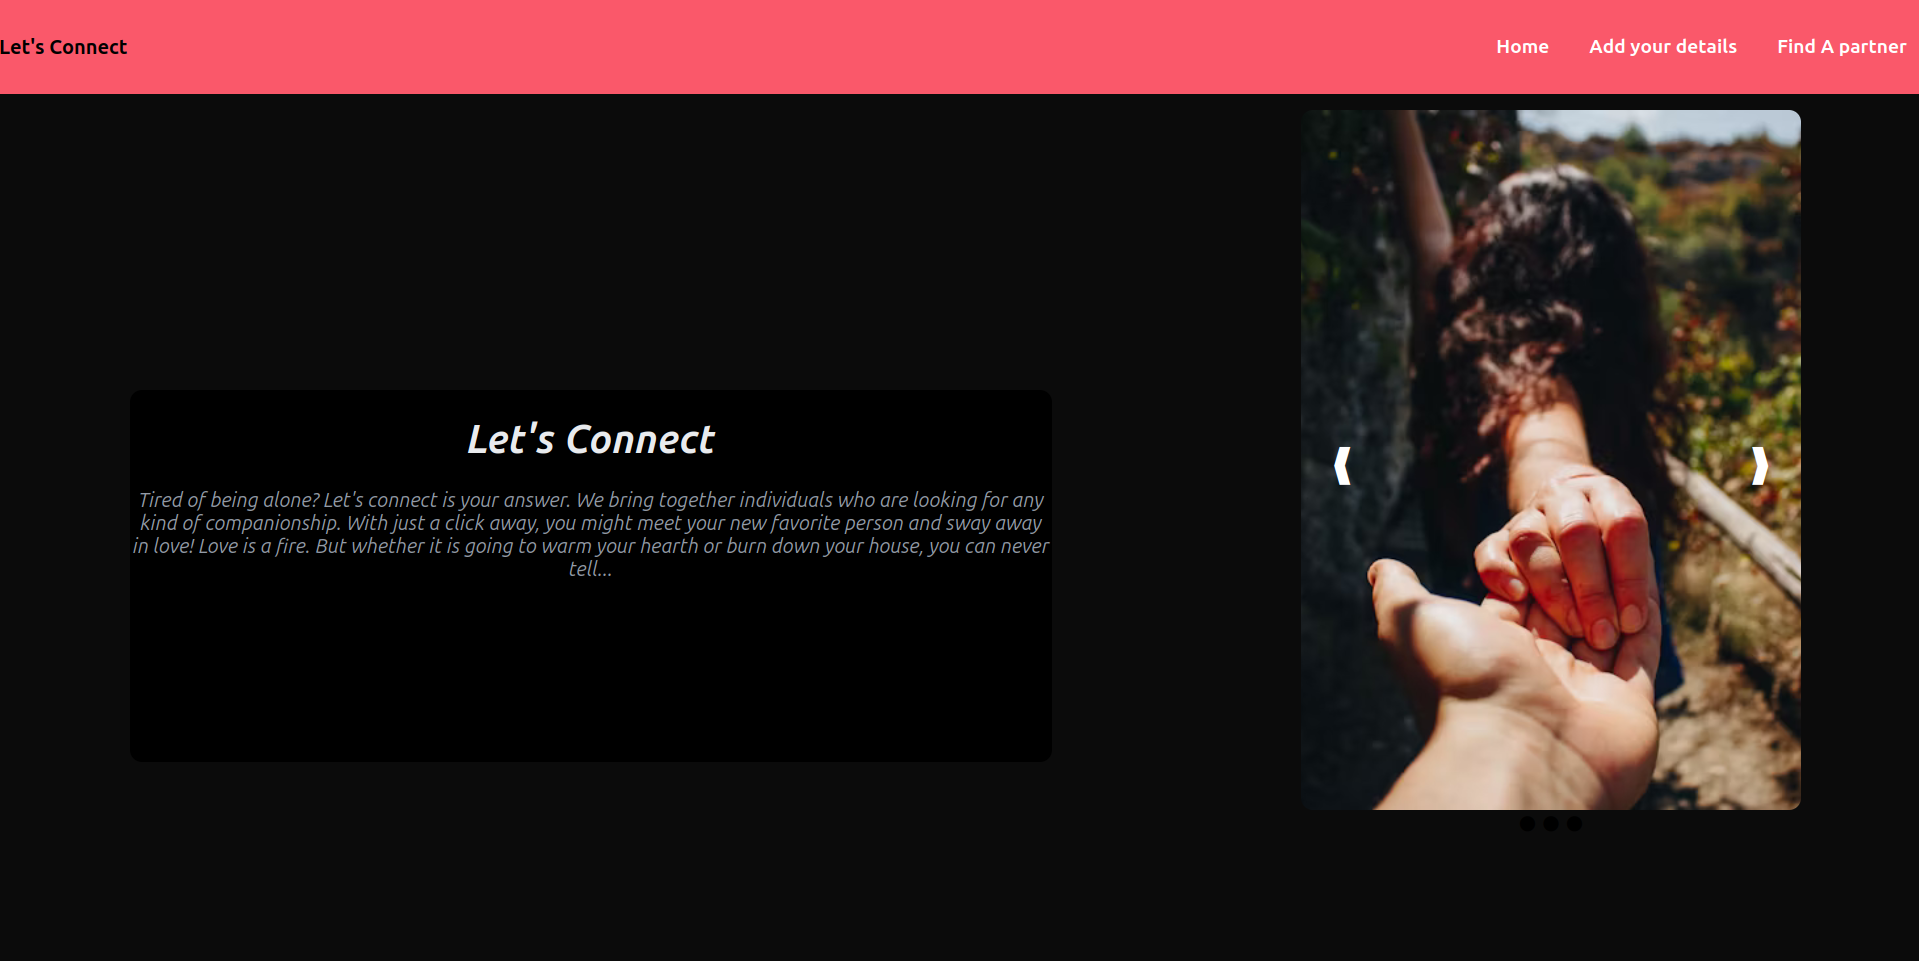 Let's Connect
Home
Add your details
Find A partner
Let's Connect
Tired of being alone? Let's connect is your answer. We bring together individuals who are looking for any
kind of companionship. With just a click away, you might meet your new favorite person and sway away
in love! Love is a fire. But whether it is going to warm your hearth or burn down your house, you can never
tell...